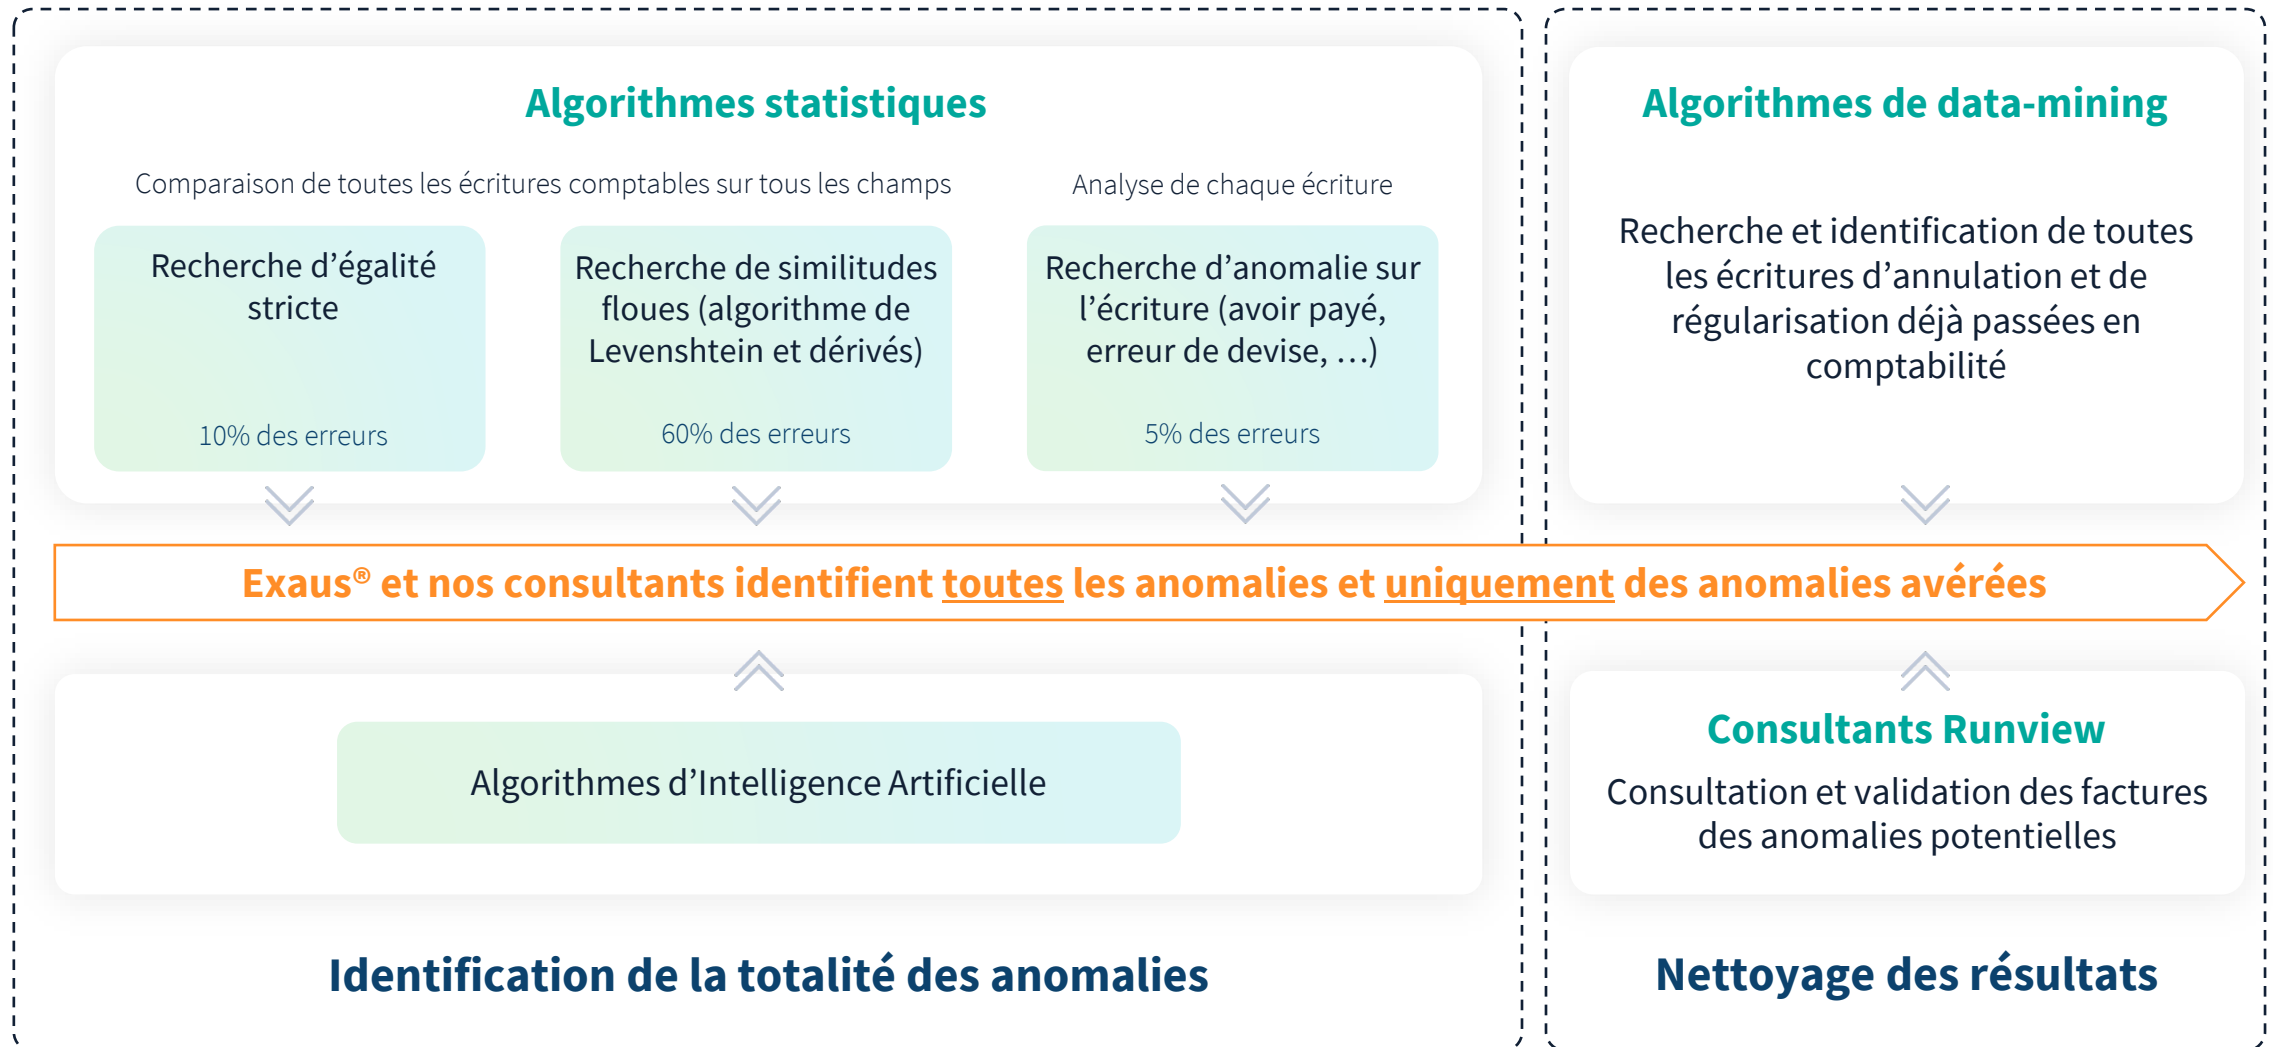 Algorithmes statistiques
Comparaison de toutes les écritures comptables sur tous les champs
Recherche d’égalité
stricte
10% des erreurs
Recherche de similitudes
floues (algorithme de
Levenshtein et dérivés)
60% des erreurs
Analyse de chaque écriture
Recherche d’anomalie sur
l’écriture (avoir payé,
erreur de devise, …)
5% des erreurs
Algorithmes de data-mining
Recherche et identification de toutes
les écritures d’annulation et de
régularisation déjà passées en
comptabilité
Exaus® et nos consultants identifient toutes les anomalies et uniquement des anomalies avérées
Algorithmes d’Intelligence Artificielle
Consultants Runview
Consultation et validation des factures
des anomalies potentielles
Identification de la totalité des anomalies
Nettoyage des résultats